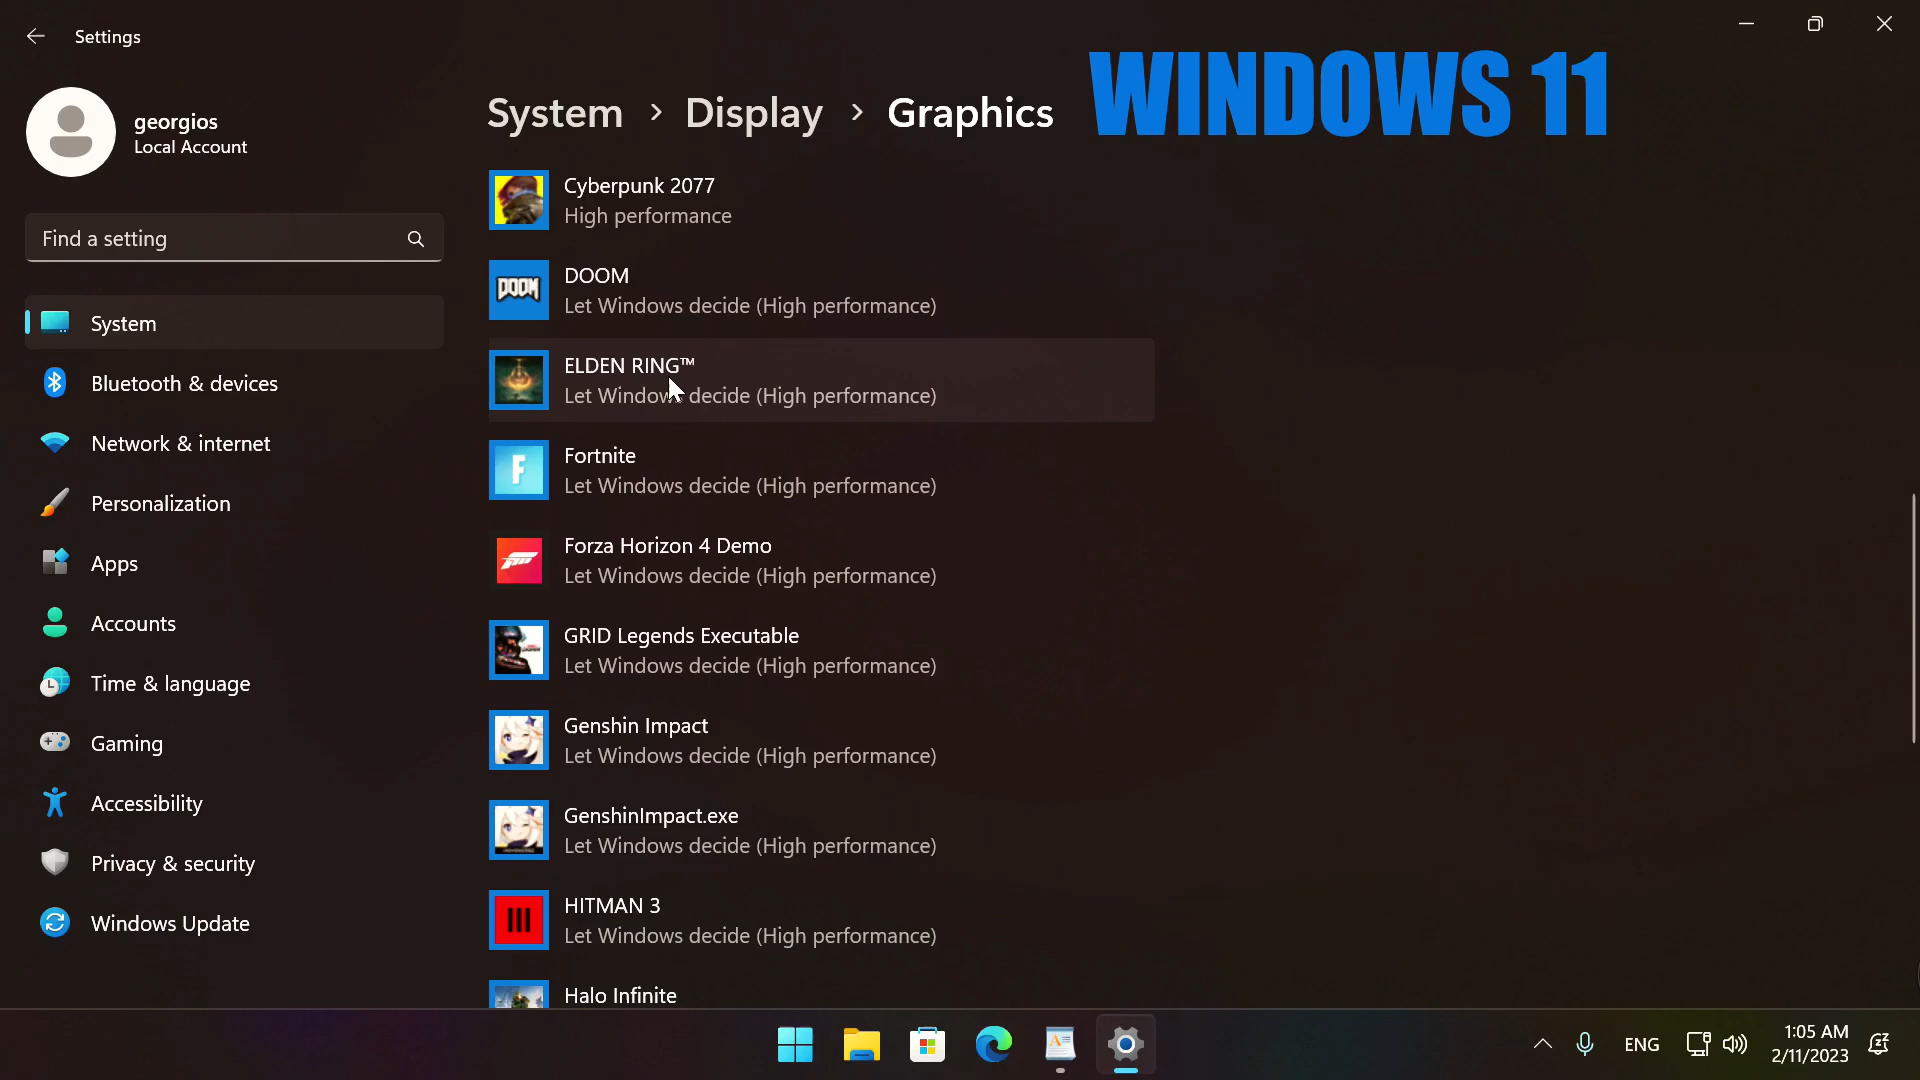 Settings
WINDOWS 11
georgios
Local Account
System > Display > Graphics
Find a setting
System
Bluetooth & devices
Network & internet
Personalization
Apps
Accounts
Time & language
Gaming
Accessibility
Privacy & security
Windows Update
Cyberpunk 2077
High performance
DOOM
DOOM
Let Windows decide (High performance)
ELDEN RING™
Let Windows decide (High performance)
F
Fortnite
Let Windows decide (High performance)
Forza Horizon 4 Demo
Let Windows decide (High performance)
GRID Legends Executable
Let Windows decide (High performance)
Genshin Impact
Let Windows decide (High performance)
GenshinImpact.exe
Let Windows decide (High performance)
III
HITMAN 3
Let Windows decide (High performance)
Halo Infinite
ENG
1:05 AM
2/11/2023